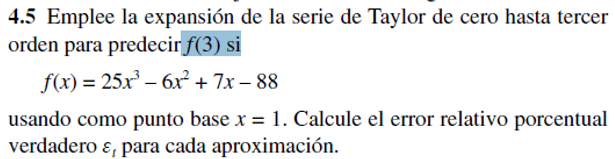 4.5 Emplee la expansión de la serie de Taylor de cero hasta tercer
orden para predecir f(3) si
f(x) = 25x³ – 6x² + 7x – 88
usando como punto base x = 1. Calcule el error relativo porcentual
verdadero εₜ para cada aproximación.